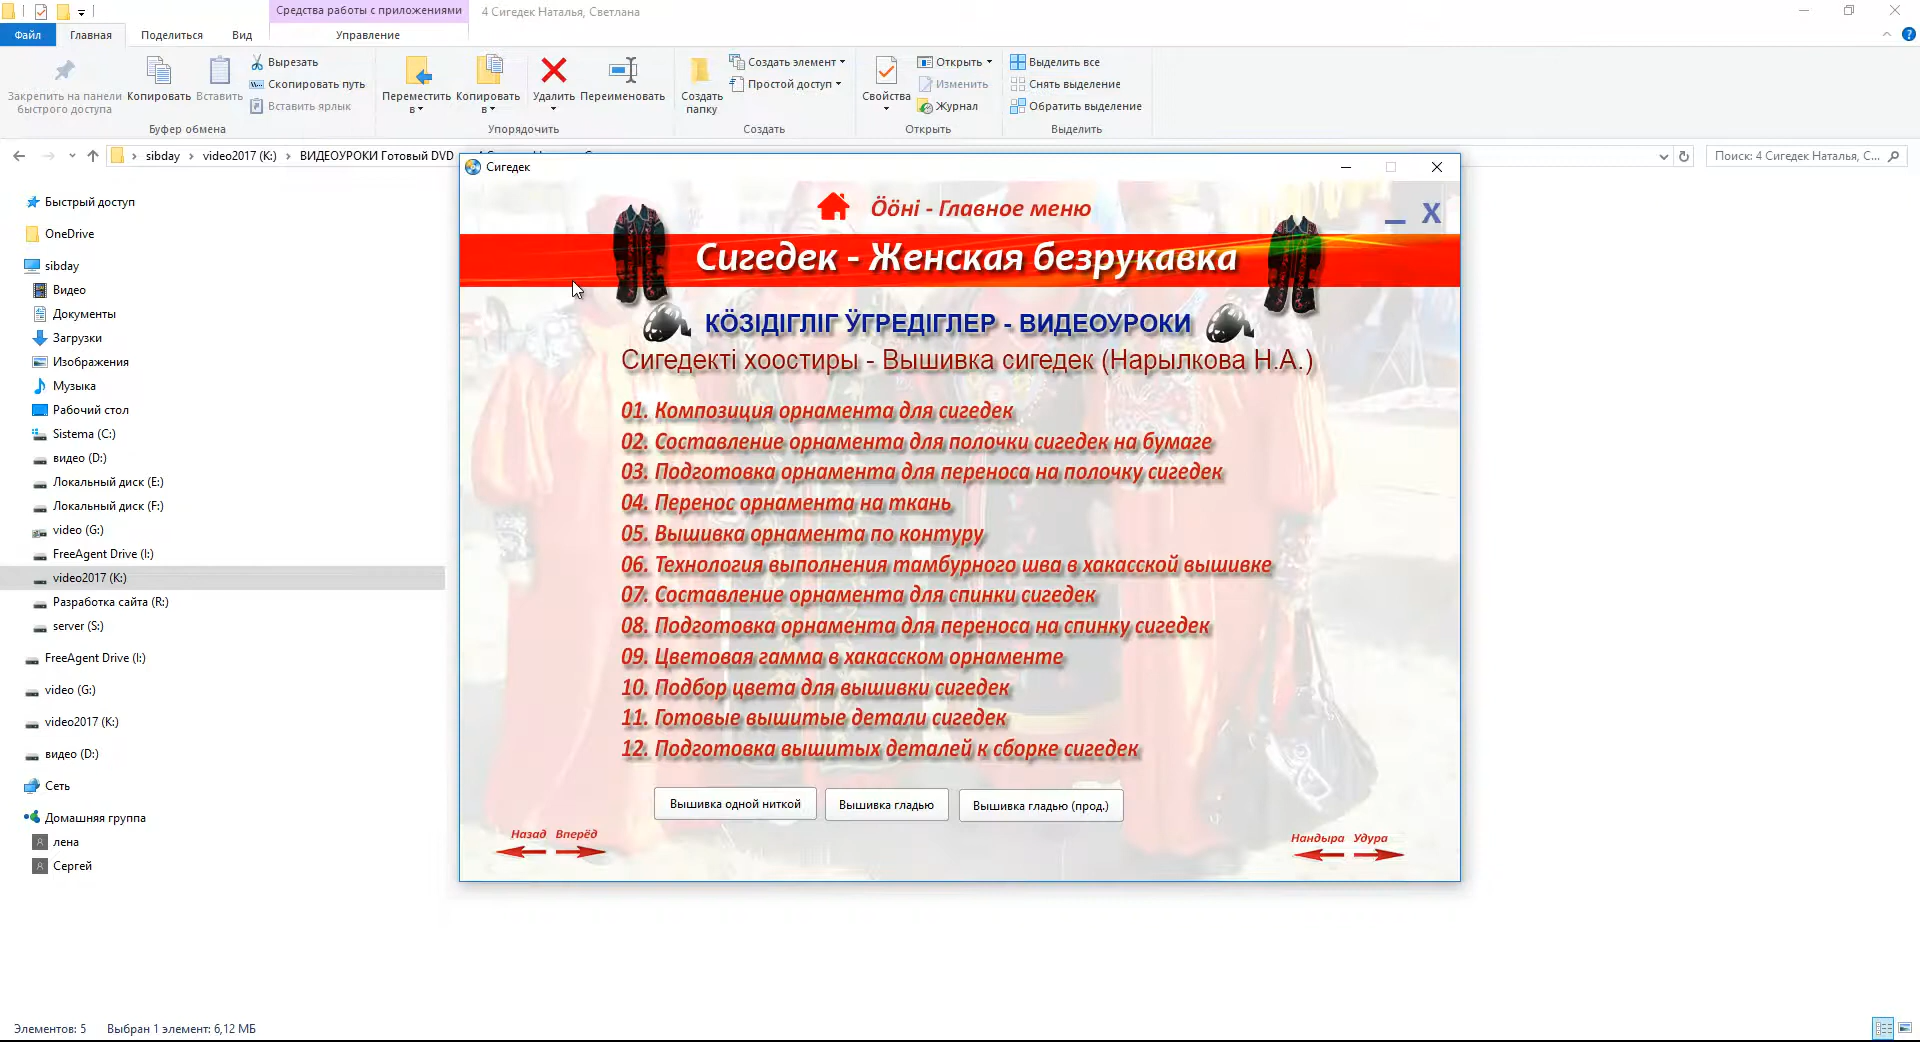 Средства работы с приложениями
4 Сигедек Наталья, Светлана
Файл
Главная
Поделиться
Вид
Управление
Закрепить на панели быстрого доступа
Копировать
Вставить
Вырезать
Скопировать путь
Вставить ярлык
Буфер обмена
Переместить в
Копировать в
Удалить
Переименовать
Упорядочить
Создать папку
Создать элемент
Простой доступ
Создать
Свойства
Открыть
Изменить
Журнал
Открыть
Выделить все
Снять выделение
Обратить выделение
Выделить
sibday
video2017 (K:)
ВИДЕОУРОКИ Готовый DVD
Поиск: 4 Сигедек Наталья, С...
Быстрый доступ
OneDrive
sibday
Видео
Документы
Загрузки
Изображения
Музыка
Рабочий стол
Sistema (C:)
видео (D:)
Локальный диск (E:)
Локальный диск (F:)
video (G:)
FreeAgent Drive (I:)
video2017 (K:)
Разработка сайта (R:)
server (S:)
FreeAgent Drive (I:)
video (G:)
video2017 (K:)
видео (D:)
Сеть
Домашняя группа
лена
Сергей
Сигедек
Ööнi - Главное меню
X
Сигедек - Женская безрукавка
КÖЗIДIГЛIГ ӰГРЕДIГЛЕР - ВИДЕОУРОКИ
Сигедектi хоостиры - Вышивка сигедек (Нарылкова Н.А.)
01. Композиция орнамента для сигедек
02. Составление орнамента для полочки сигедек на бумаге
03. Подготовка орнамента для переноса на полочку сигедек
04. Перенос орнамента на ткань
05. Вышивка орнамента по контуру
06. Технология выполнения тамбурного шва в хакасской вышивке
07. Составление орнамента для спинки сигедек
08. Подготовка орнамента для переноса на спинку сигедек
09. Цветовая гамма в хакасском орнаменте
10. Подбор цвета для вышивки сигедек
11. Готовые вышитые детали сигедек
12. Подготовка вышитых деталей к сборке сигедек
Вышивка одной ниткой
Вышивка гладью
Вышивка гладью (прод.)
Назад Вперёд
Нандыра Удура
Элементов: 5
Выбран 1 элемент: 6,12 МБ